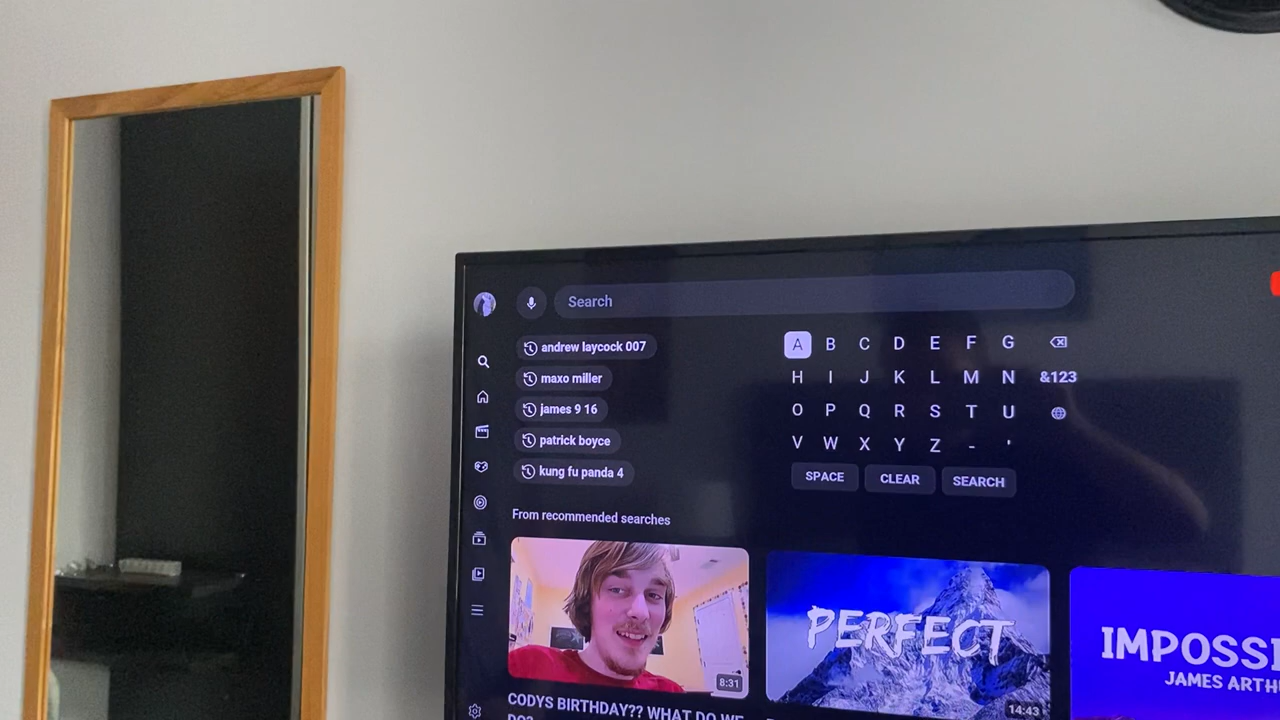 Search
andrew laycock 007
maxo miller
james 9 16
patrick boyce
kung fu panda 4
A B C D E F G
H I J K L M N &123
O P Q R S T U
V W X Y Z - '
SPACE CLEAR SEARCH
From recommended searches
8:31
PERFECT
14:43
IMPOSSI
JAMES ARTH
CODYS BIRTHDAY?? WHAT DO WE
DO?